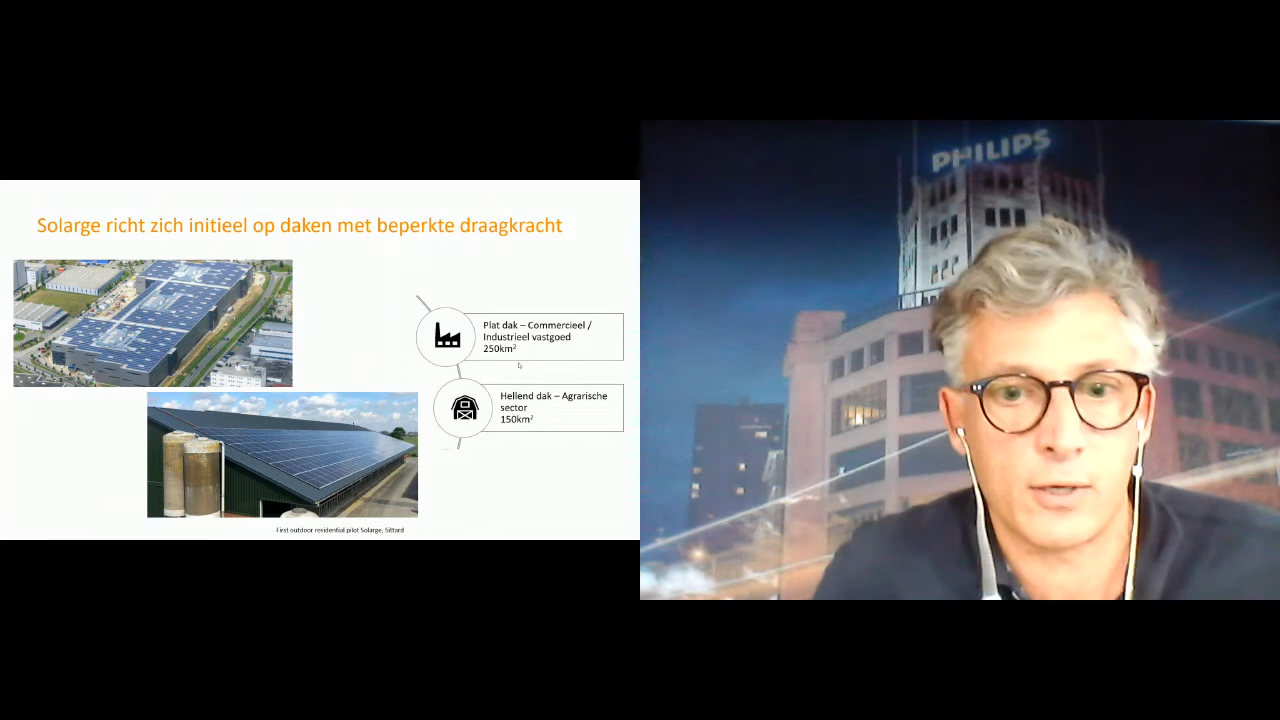 Solarge richt zich initieel op daken met beperkte draagkracht
Plat dak – Commercieel /
Industrieel vastgoed
250km²
Hellend dak – Agrarische
sector
150km²
First outdoor residential pilot Solarge, Sittard
PHILIPS